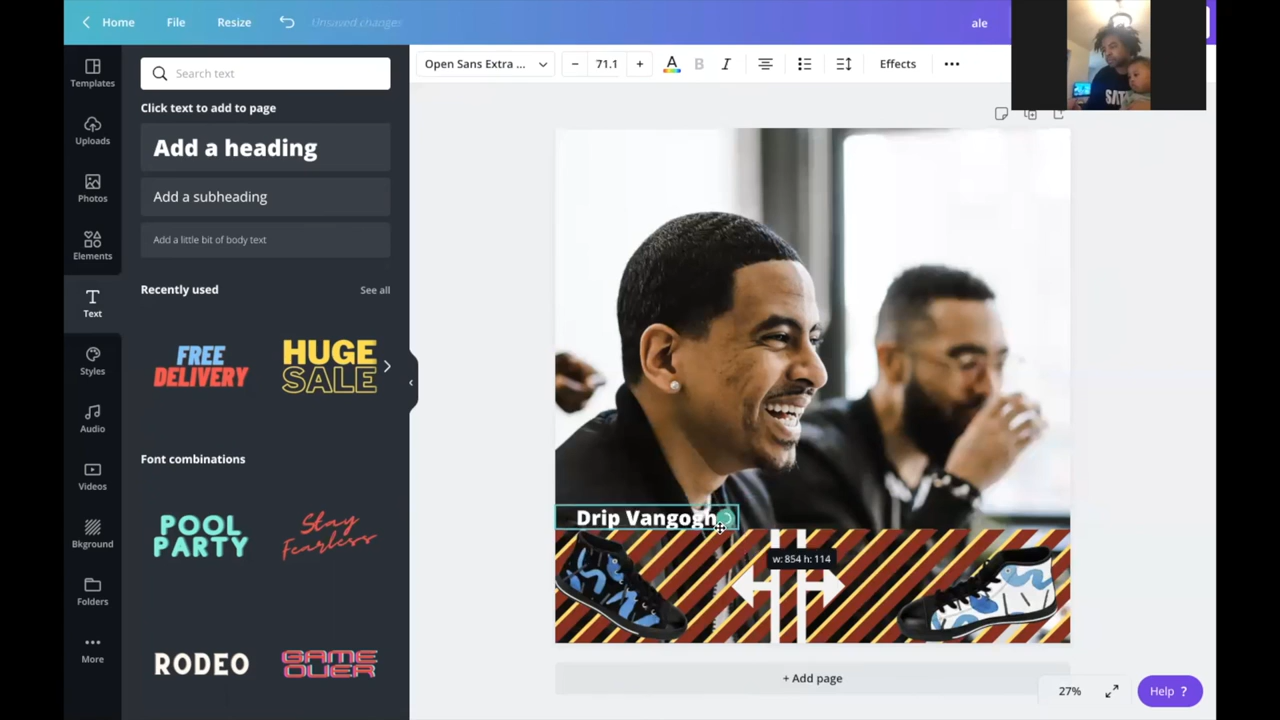 Home File Resize Unsaved changes ale
Search text
Click text to add to page
Add a heading
Add a subheading
Add a little bit of body text
Recently used See all
FREE DELIVERY
HUGE SALE
Font combinations
POOL PARTY
Stay Fearless
RODEO
GAME OVER
Templates
Uploads
Photos
Elements
Text
Styles
Audio
Videos
Bkground
Folders
More
Open Sans Extra ... 71.1 A B I Effects
Drip Vangogh
w: 854 h: 114
+ Add page
27% Help ?